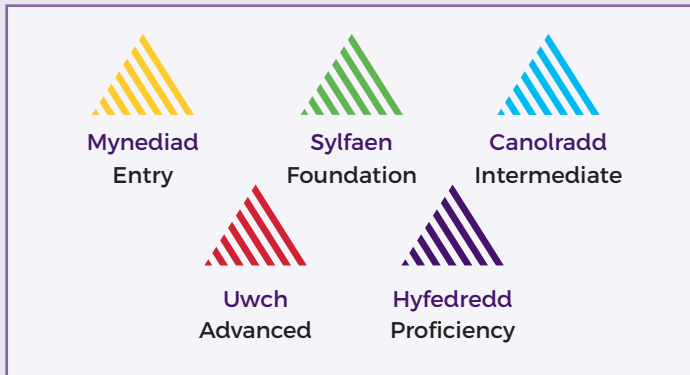 Mynediad
Entry
Sylfaen
Foundation
Canolradd
Intermediate
Uwch
Advanced
Hyfedredd
Proficiency